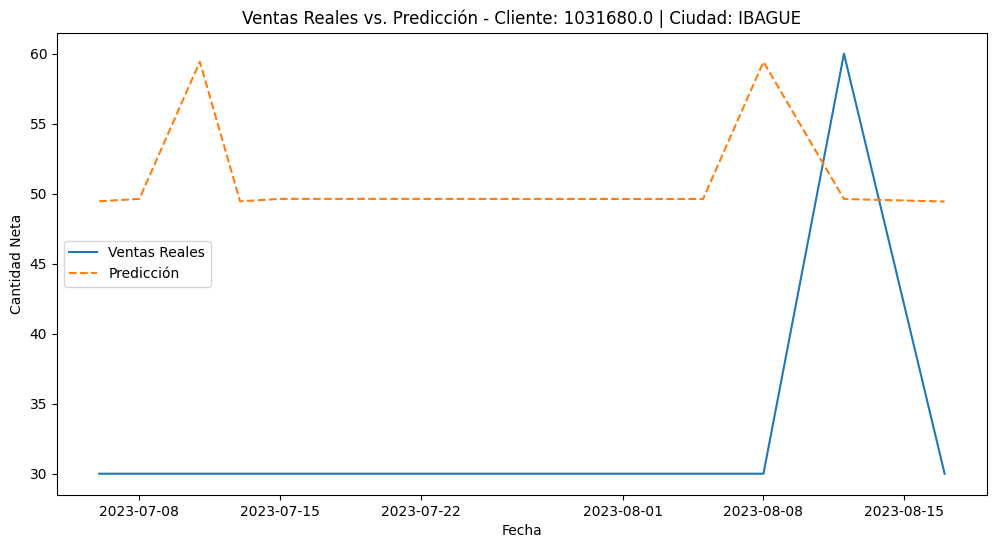 Ventas Reales vs. Predicción - Cliente: 1031680.0 | Ciudad: IBAGUE
60
55
50
45
40
35
30
Cantidad Neta
Ventas Reales
Predicción
2023-07-08 2023-07-15 2023-07-22 2023-08-01 2023-08-08 2023-08-15
Fecha